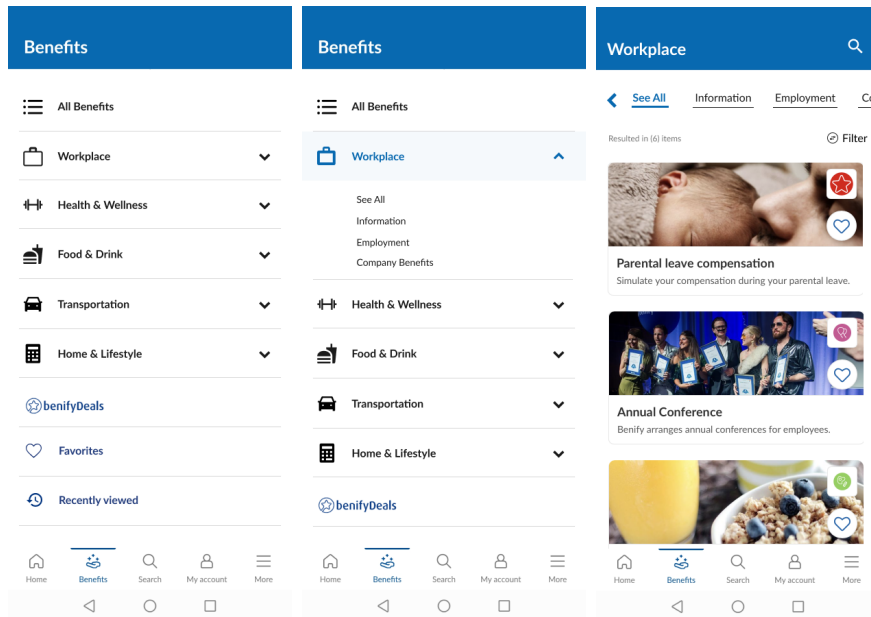 Benefits
All Benefits
Workplace
Health & Wellness
Food & Drink
Transportation
Home & Lifestyle
benifyDeals
Favorites
Recently viewed
Home Benefits Search My account More
Benefits
All Benefits
Workplace
See All
Information
Employment
Company Benefits
Health & Wellness
Food & Drink
Transportation
Home & Lifestyle
benifyDeals
Home Benefits Search My account More
Workplace
See All Information Employment Co
Resulted in (6) items Filter
Parental leave compensation
Simulate your compensation during your parental leave.
Annual Conference
Benify arranges annual conferences for employees.
Home Benefits Search My account More